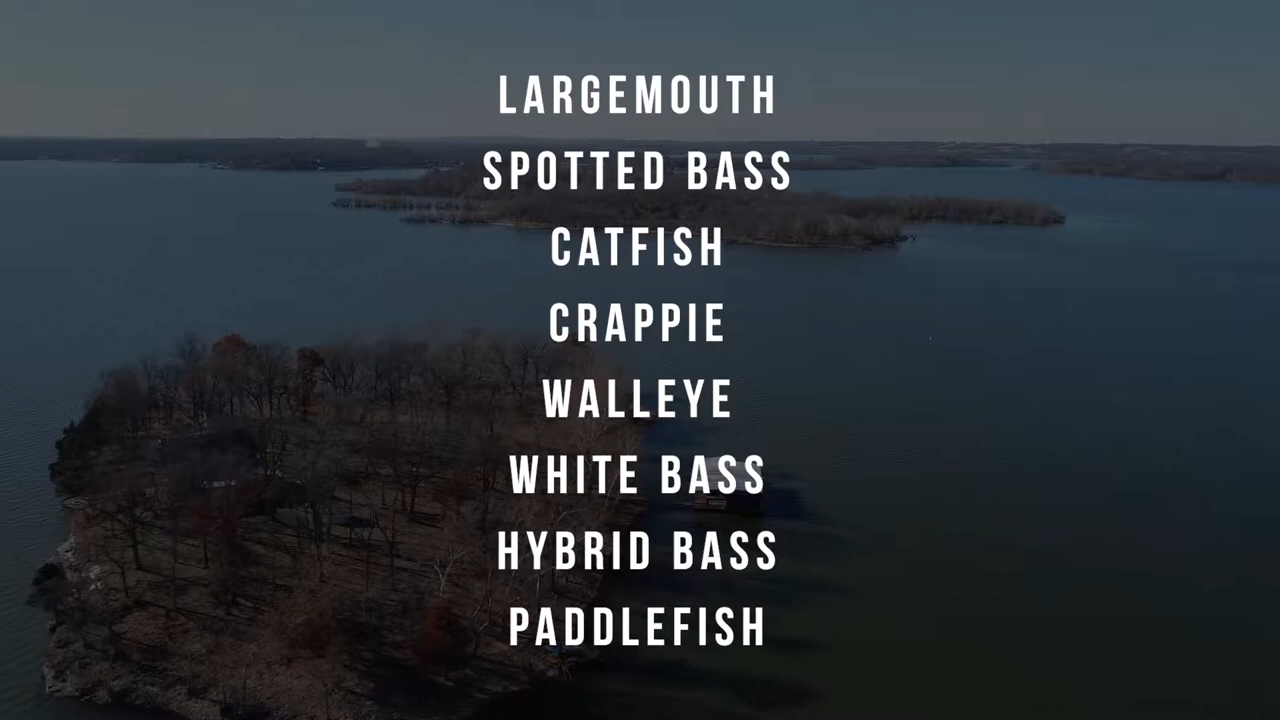 LARGEMOUTH
SPOTTED BASS
CATFISH
CRAPPIE
WALLEYE
WHITE BASS
HYBRID BASS
PADDLEFISH